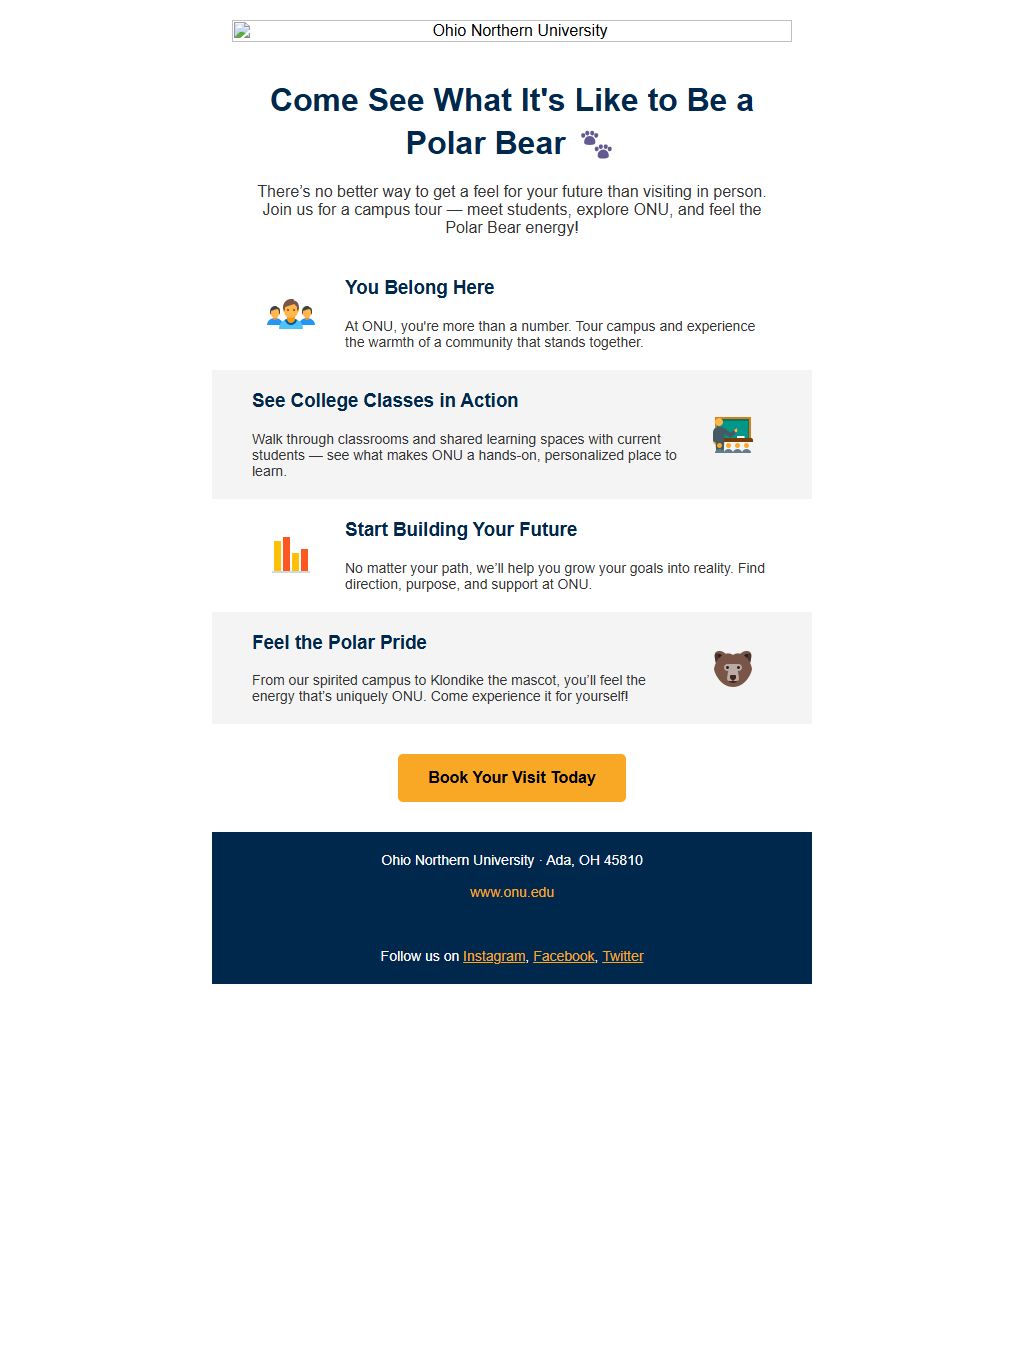 Ohio Northern University
Come See What It's Like to Be a
Polar Bear 🐾
There’s no better way to get a feel for your future than visiting in person.
Join us for a campus tour — meet students, explore ONU, and feel the
Polar Bear energy!
You Belong Here
At ONU, you're more than a number. Tour campus and experience
the warmth of a community that stands together.
See College Classes in Action
Walk through classrooms and shared learning spaces with current
students — see what makes ONU a hands-on, personalized place to
learn.
Start Building Your Future
No matter your path, we’ll help you grow your goals into reality. Find
direction, purpose, and support at ONU.
Feel the Polar Pride
From our spirited campus to Klondike the mascot, you’ll feel the
energy that’s uniquely ONU. Come experience it for yourself!
Book Your Visit Today
Ohio Northern University · Ada, OH 45810
www.onu.edu
Follow us on Instagram, Facebook, Twitter